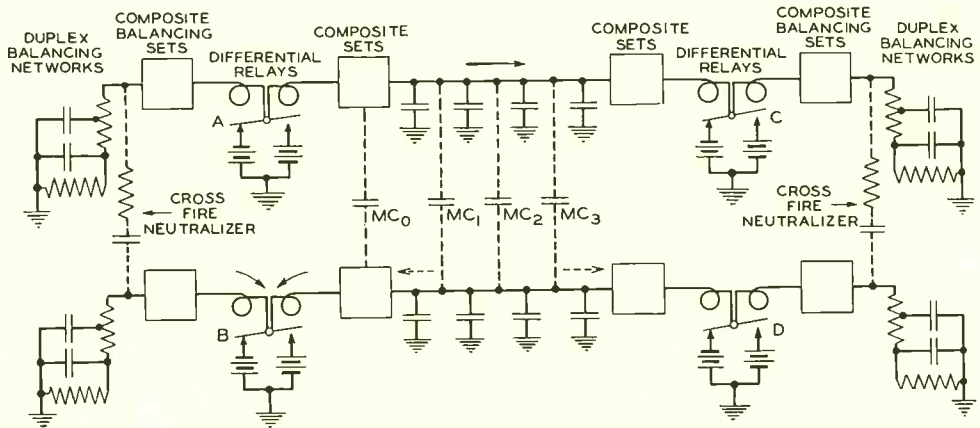 DUPLEX
BALANCING
NETWORKS
COMPOSITE
BALANCING
SETS
DIFFERENTIAL
RELAYS
COMPOSITE
SETS
COMPOSITE
SETS
DIFFERENTIAL
RELAYS
COMPOSITE
BALANCING
SETS
DUPLEX
BALANCING
NETWORKS
A
C
CROSS
FIRE
NEUTRALIZER
MC0
MC1
MC2
MC3
CROSS
FIRE
NEUTRALIZER
B
D